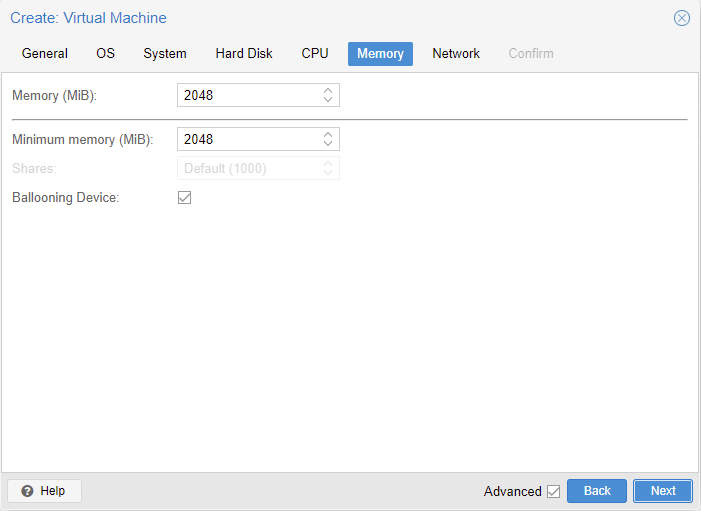 Create: Virtual Machine
General OS System Hard Disk CPU Memory Network Confirm
Memory (MiB): 2048
Minimum memory (MiB): 2048
Shares: Default (1000)
Ballooning Device:
Help Advanced Back Next